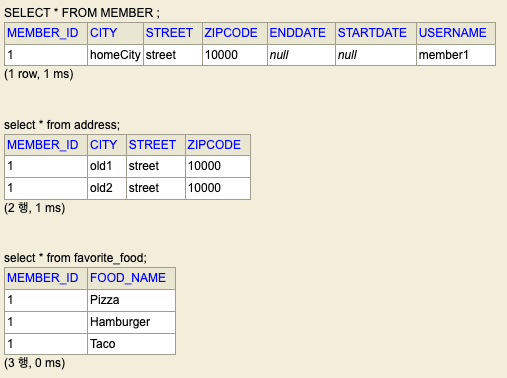 SELECT * FROM MEMBER ;
MEMBER_ID CITY STREET ZIPCODE ENDDATE STARTDATE USERNAME
1 homeCity street 10000 null null member1
(1 row, 1 ms)
select * from address;
MEMBER_ID CITY STREET ZIPCODE
1 old1 street 10000
1 old2 street 10000
(2 행, 1 ms)
select * from favorite_food;
MEMBER_ID FOOD_NAME
1 Pizza
1 Hamburger
1 Taco
(3 행, 0 ms)